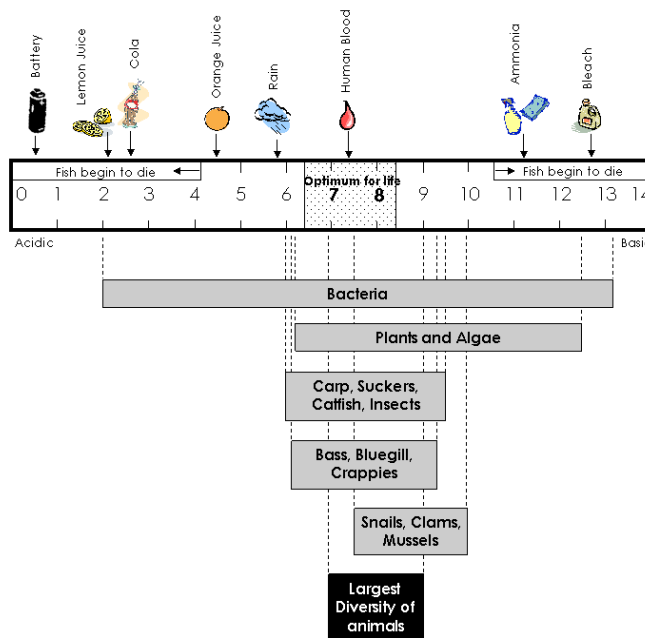 Battery
Lemon Juice
Cola
Orange Juice
Rain
Human Blood
Ammonia
Bleach
Fish begin to die
Optimum for life
Fish begin to die
0 2 3 4 5 6 7 8 9 10 11 12 13 14
Acidic
Basic
Bacteria
Plants and Algae
Carp, Suckers,
Catfish, Insects
Bass, Bluegill,
Crappies
Snails, Clams,
Mussels
Largest
Diversity of
animals